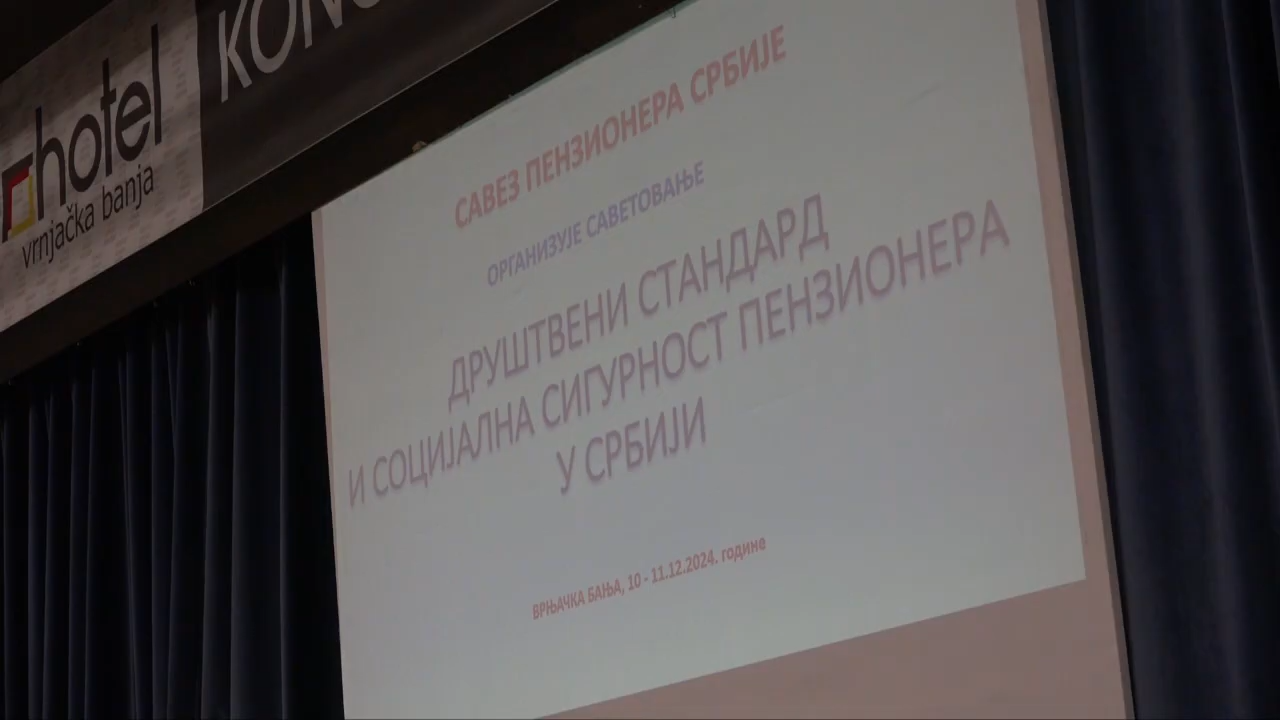 hotel
vrnjačka banja
САВЕЗ ПЕНЗИОНЕРА СРБИЈЕ
ОРГАНИЗУЈЕ САВЕТОВАЊЕ
ДРУШТВЕНИ СТАНДАРД
И СОЦИЈАЛНА СИГУРНОСТ ПЕНЗИОНЕРА
У СРБИЈИ
ВРЊАЧКА БАЊА, 10 - 11.12.2024. године